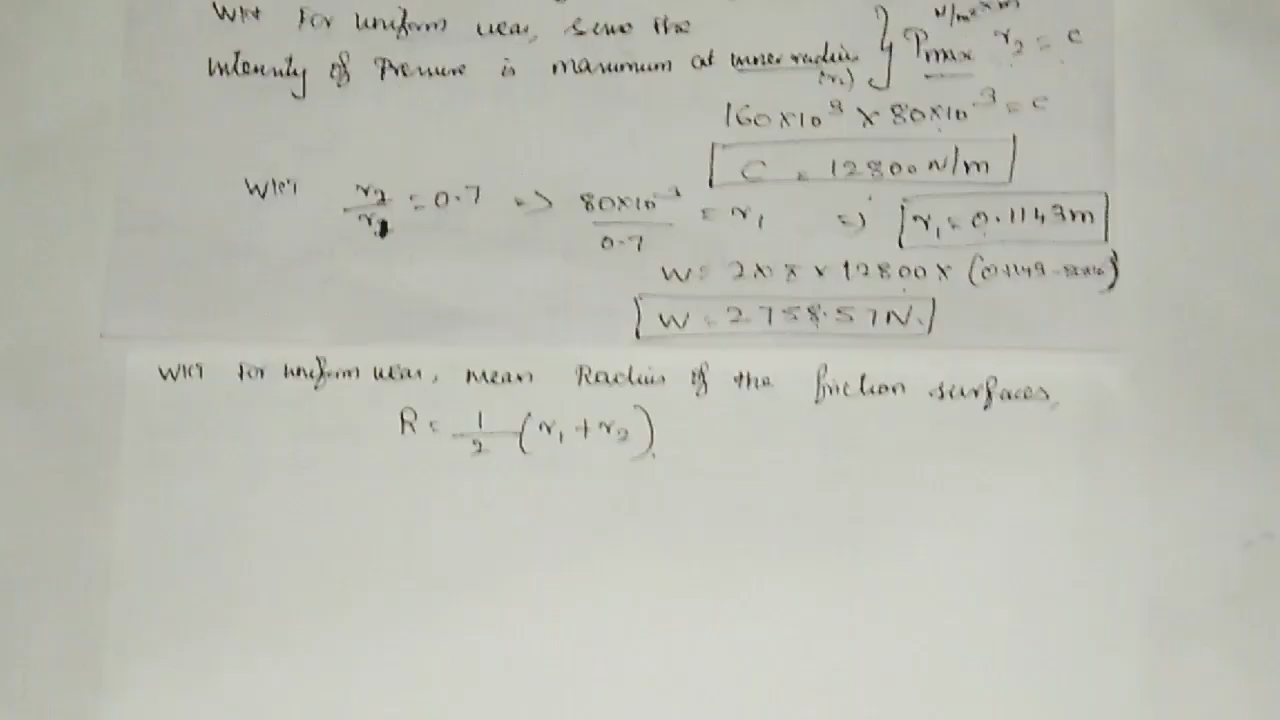 WKT For uniform wear, since the
Intensity of Pressure is maximum at inner radius (r2) } Pmax r2 = c
N/m² × m
160×10³ × 80×10⁻³ = c
C = 12800 N/m
WKT r2/r1 = 0.7 => 80×10⁻³/0.7 = r1 => r1 = 0.1143m
W = 2×π × 12800 × (0.1143 - 80×10
W = 2758.57N.
WKT For uniform wear, mean Radius of the friction surfaces,
R = 1/2 (r1 + r2).